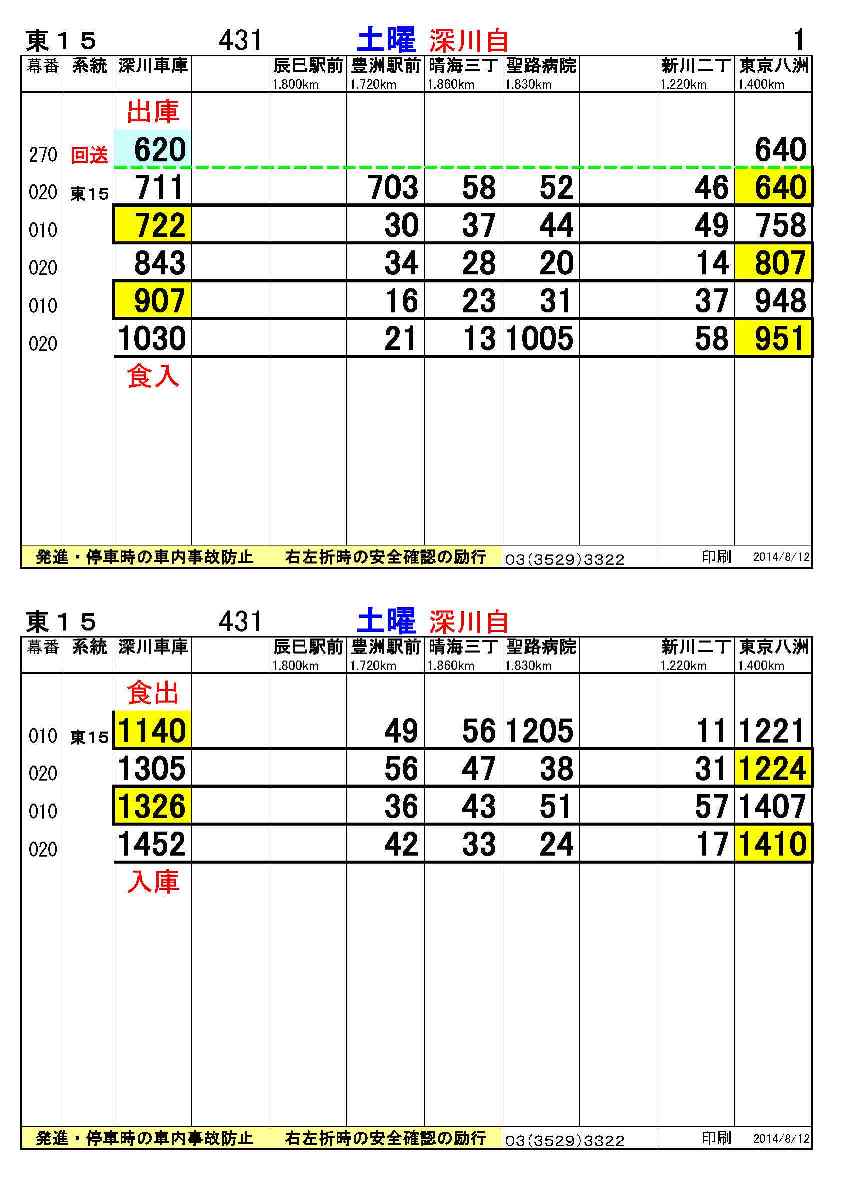 東１５ 431 土曜 深川自 1
幕番 系統 深川車庫 辰巳駅前 豊洲駅前 晴海三丁 聖路病院 新川二丁 東京八洲
1.800km 1.720km 1.860km 1.830km 1.220km 1.400km
出庫
270 回送 620 640
020 東15 711 703 58 52 46 640
010 722 30 37 44 49 758
020 843 34 28 20 14 807
010 907 16 23 31 37 948
020 1030 21 13 1005 58 951
食入
発進・停車時の車内事故防止 右左折時の安全確認の励行 03(3529)3322 印刷 2014/8/12
東１５ 431 土曜 深川自
幕番 系統 深川車庫 辰巳駅前 豊洲駅前 晴海三丁 聖路病院 新川二丁 東京八洲
1.800km 1.720km 1.860km 1.830km 1.220km 1.400km
食出
010 東15 1140 49 56 1205 11 1221
020 1305 56 47 38 31 1224
010 1326 36 43 51 57 1407
020 1452 42 33 24 17 1410
入庫
発進・停車時の車内事故防止 右左折時の安全確認の励行 03(3529)3322 印刷 2014/8/12